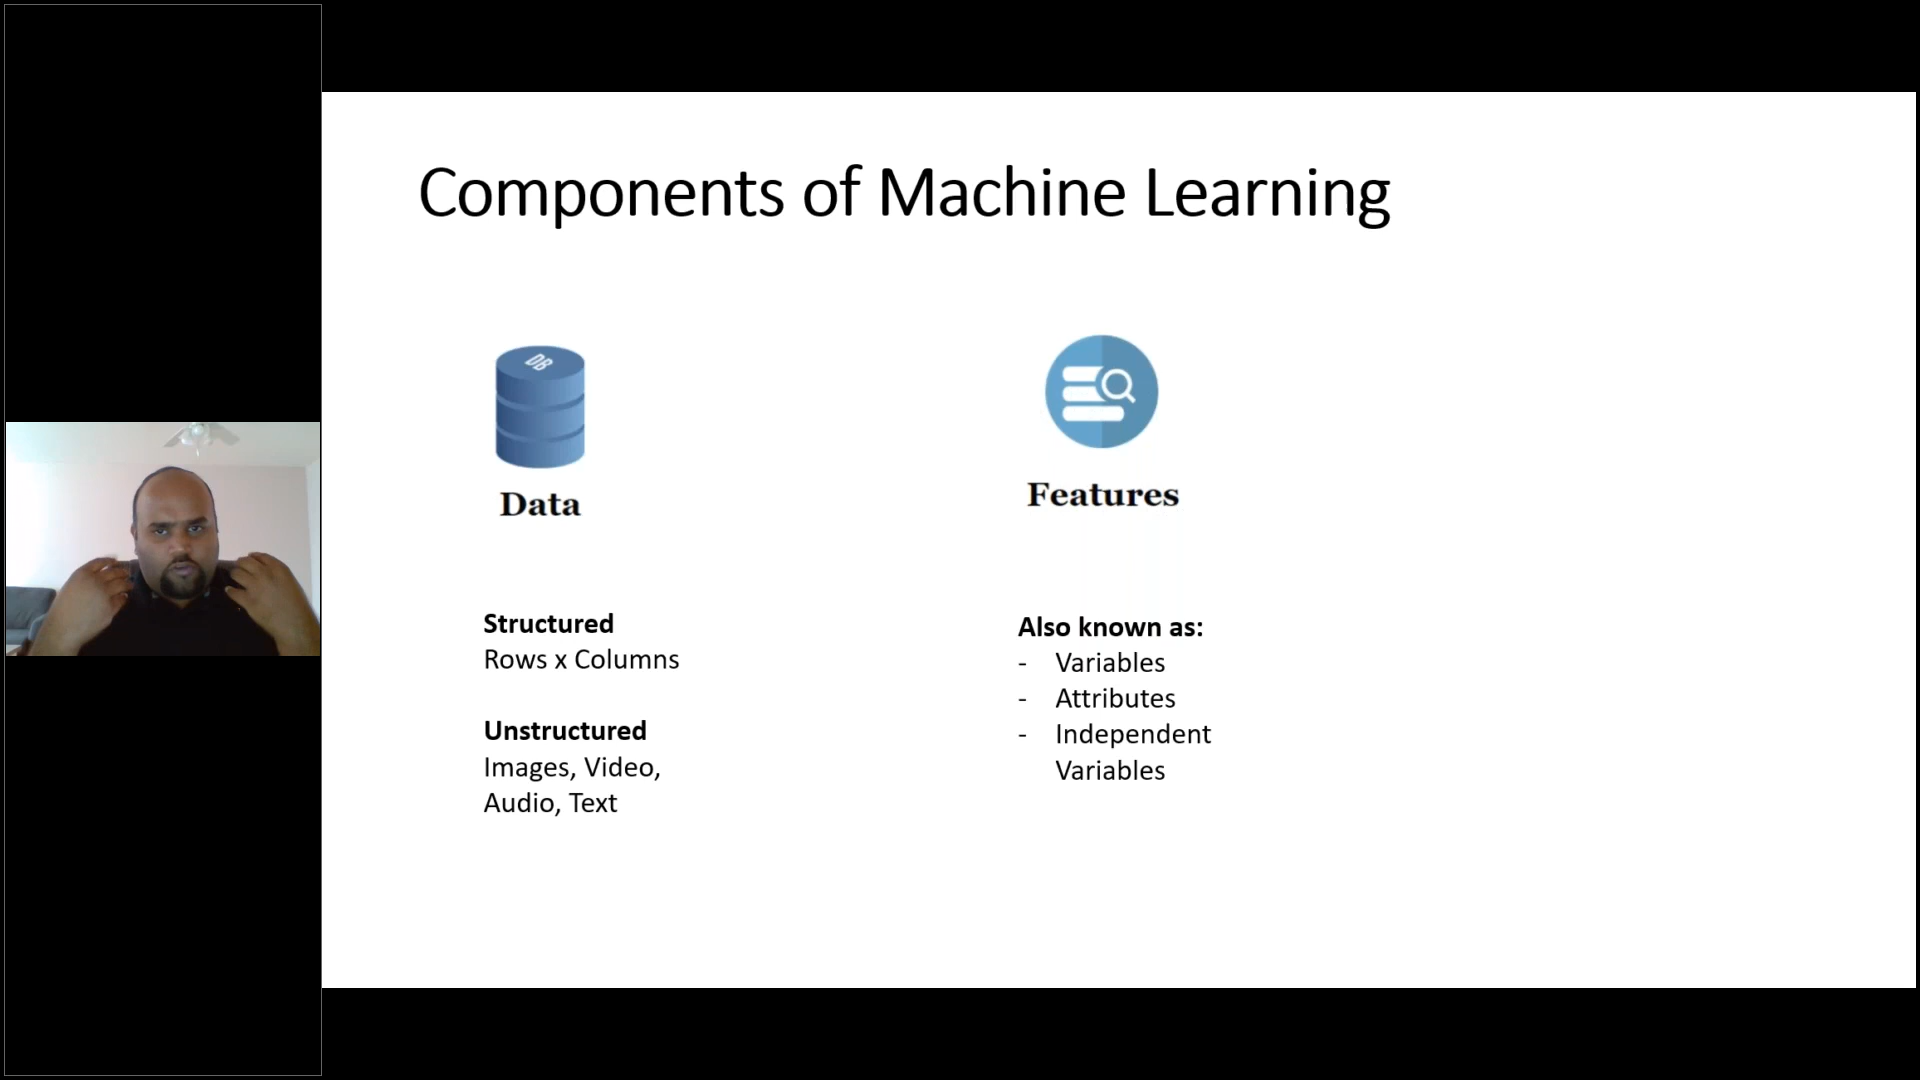 Components of Machine Learning
DB
Data
Structured
Rows x Columns
Unstructured
Images, Video,
Audio, Text
Features
Also known as:
- Variables
- Attributes
- Independent
Variables